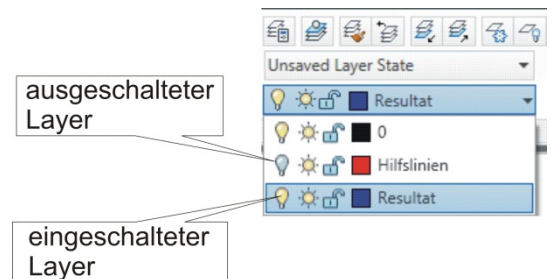 Unsaved Layer State
ausgeschalteter
Layer
Resultat
0
Hilfslinien
Resultat
eingeschalteter
Layer